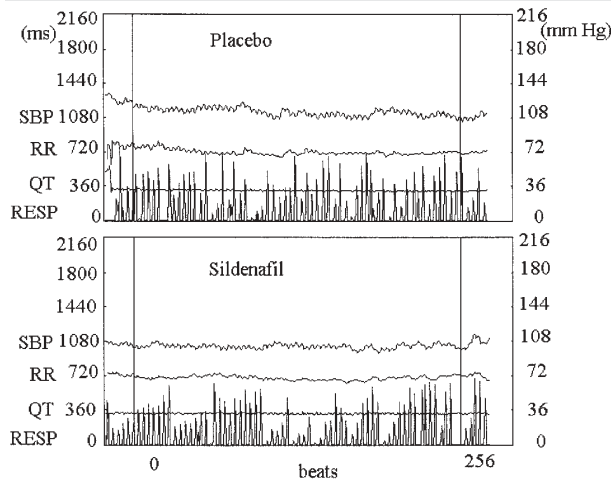 (ms) 2160 216 (mm Hg)
Placebo
1800 180
1440 144
SBP 1080 108
RR 720 72
QT 360 36
RESP 0 0
2160 216
Sildenafil
1800 180
1440 144
SBP 1080 108
RR 720 72
QT 360 36
RESP 0 0
0 beats 256